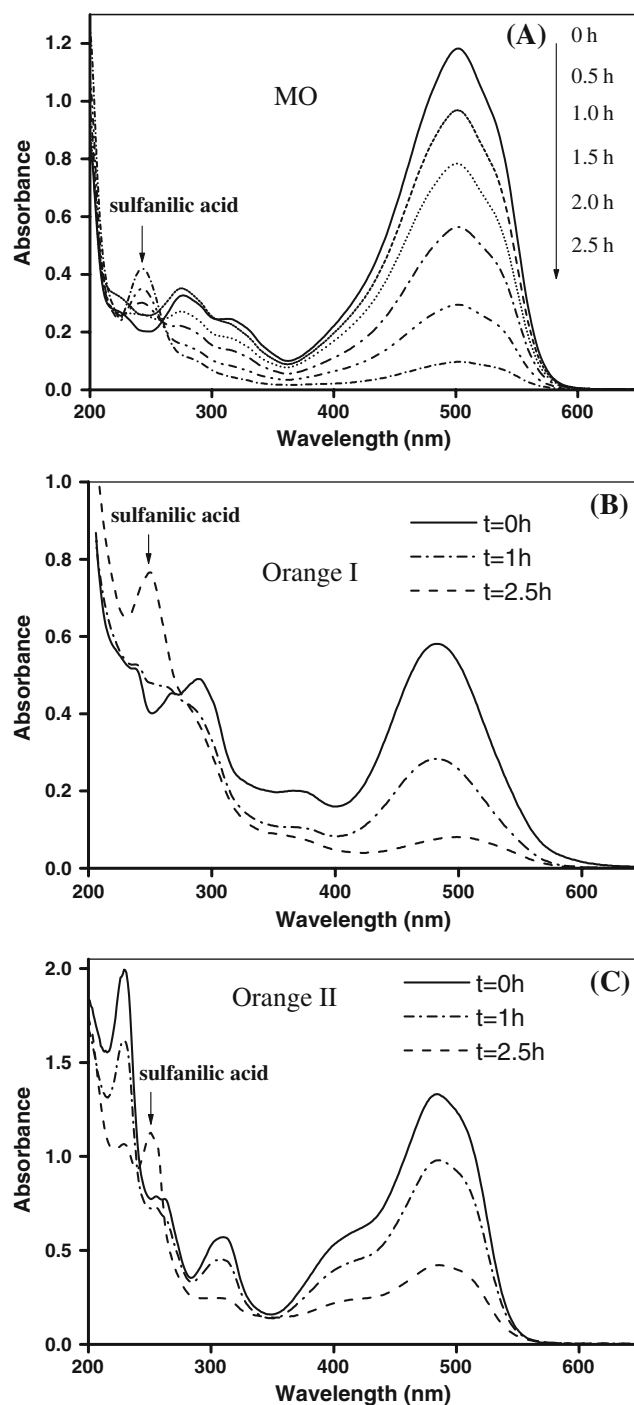 (A)
MO
0 h
0.5 h
1.0 h
1.5 h
2.0 h
2.5 h
sulfanilic acid
Absorbance
1.2
1.0
0.8
0.6
0.4
0.2
0.0
200 300 400 500 600
Wavelength (nm)
(B)
Orange I
sulfanilic acid
t=0h
t=1h
t=2.5h
Absorbance
1.0
0.8
0.6
0.4
0.2
0.0
200 300 400 500 600
Wavelength (nm)
(C)
Orange II
sulfanilic acid
t=0h
t=1h
t=2.5h
Absorbance
2.0
1.5
1.0
0.5
0.0
200 300 400 500 600
Wavelength (nm)